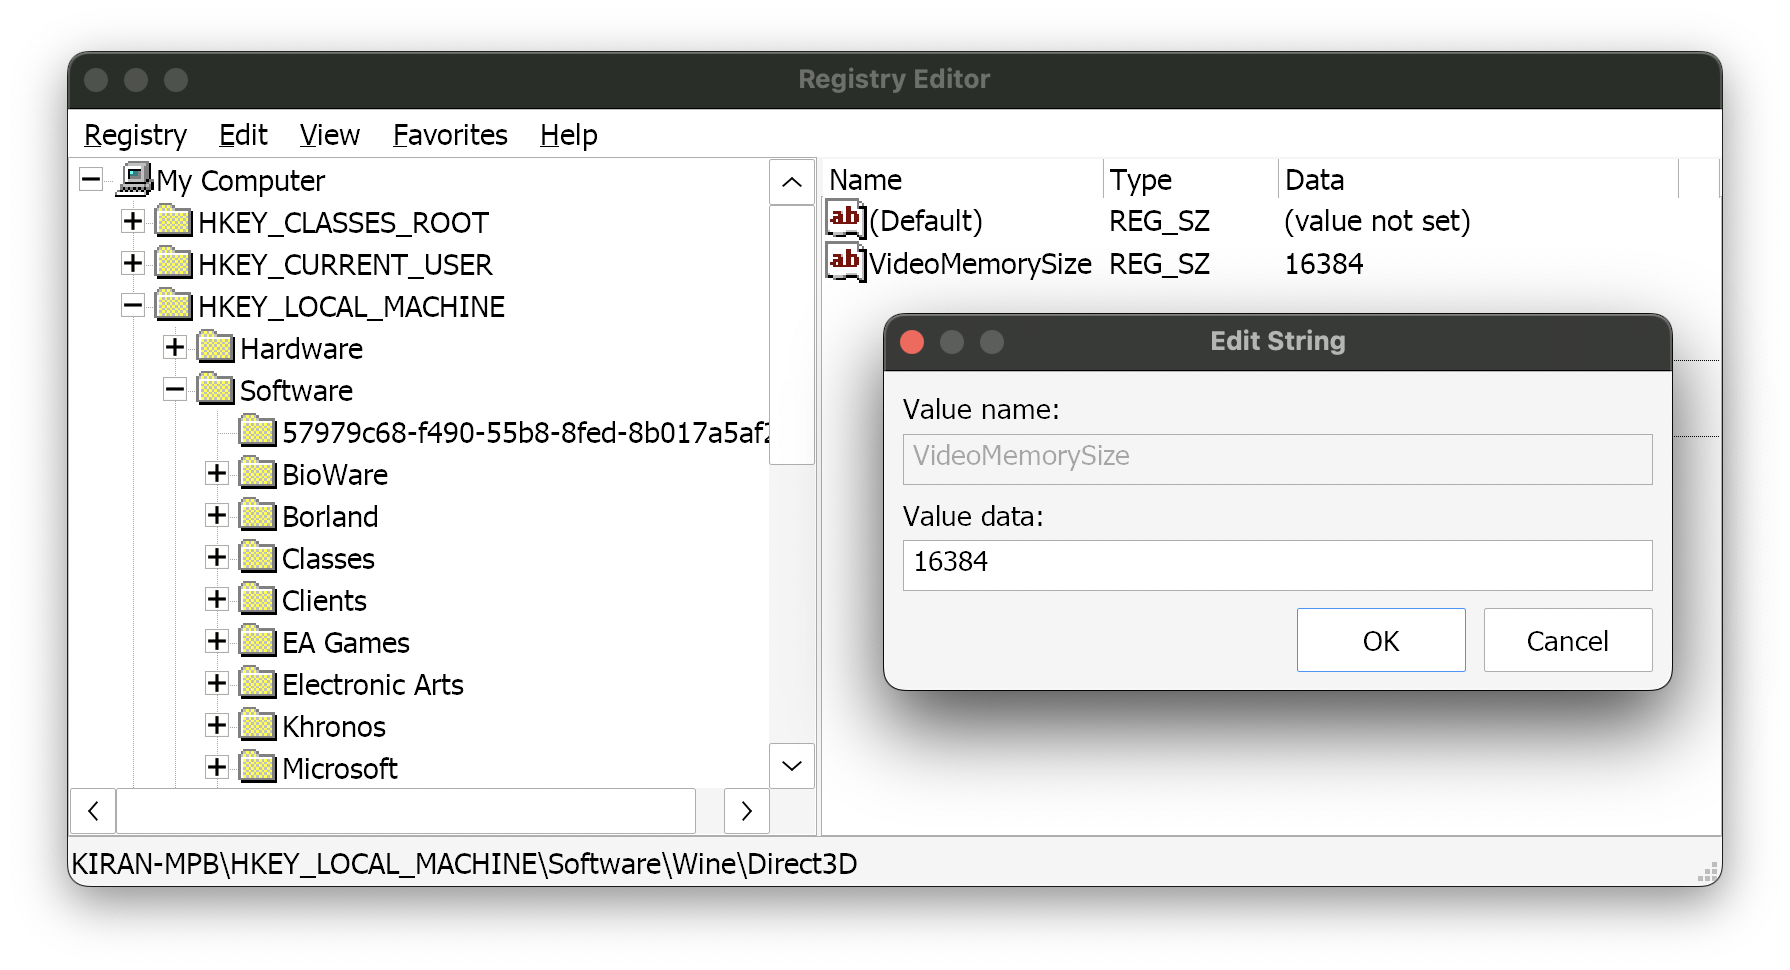 Registry Editor
Registry Edit View Favorites Help
My Computer
HKEY_CLASSES_ROOT
HKEY_CURRENT_USER
HKEY_LOCAL_MACHINE
Hardware
Software
57979c68-f490-55b8-8fed-8b017a5af2
BioWare
Borland
Classes
Clients
EA Games
Electronic Arts
Khronos
Microsoft
Name Type Data
ab (Default) REG_SZ (value not set)
ab VideoMemorySize REG_SZ 16384
Edit String
Value name:
VideoMemorySize
Value data:
16384
OK Cancel
KIRAN-MPB\HKEY_LOCAL_MACHINE\Software\Wine\Direct3D